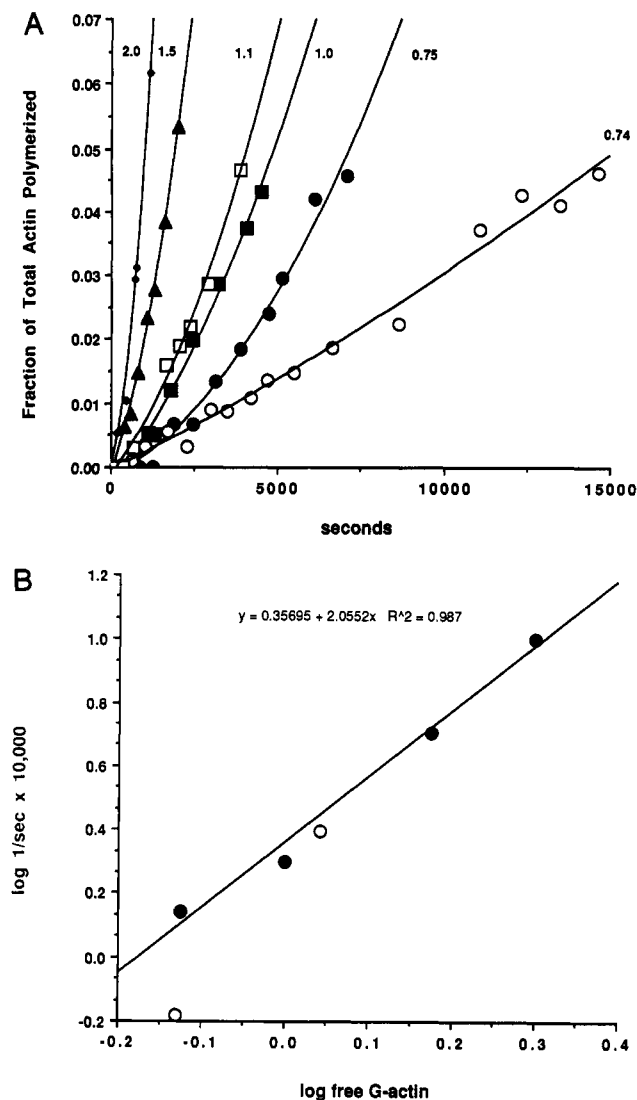 A
0.07
0.06
0.05
0.04
0.03
0.02
0.01
0.00
Fraction of Total Actin Polymerized
2.0 1.5 1.1 1.0 0.75
0.74
0 5000 10000 15000
seconds
B
1.2
1.0
0.8
0.6
0.4
0.2
0.0
-0.2
log 1/sec x 10,000
y = 0.35695 + 2.0552x R^2 = 0.987
-0.2 -0.1 0.0 0.1 0.2 0.3 0.4
log free G-actin